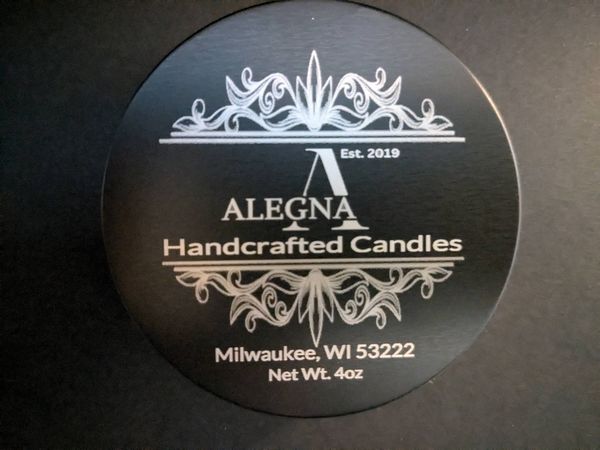 A
Est. 2019
ALEGNA
Handcrafted Candles
Milwaukee, WI 53222
Net Wt. 4oz